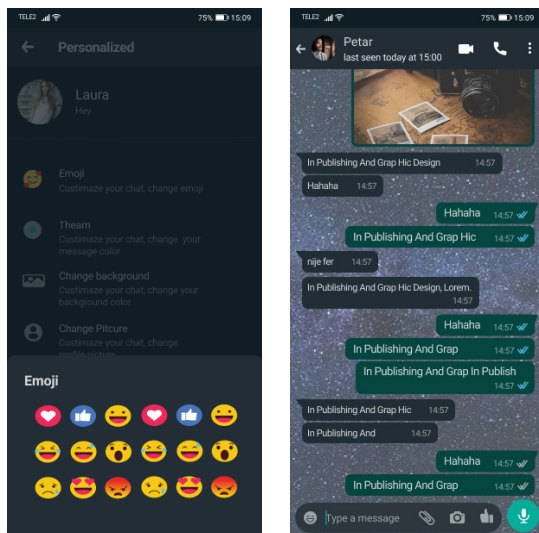 TELE2 75% 15:09
Personalized
Laura
Hey
Emoji
Custimaze your chat, change emoji
Theam
Custimaze your chat, change your
message color
Change background
Custimaze your chat, change your
background color
Change Pitcure
Custimaze your chat, change
profile picture
Emoji
TELE2 75% 15:09
Petar
last seen today at 15:00
In Publishing And Grap Hic Design 14:57
Hahaha 14:57
Hahaha 14:57
In Publishing And Grap Hic 14:57
nije fer 14:57
In Publishing And Grap Hic Design, Lorem.
14:57
Hahaha 14:57
In Publishing And Grap 14:57
In Publishing And Grap In Publish
14:57
In Publishing And Grap Hic 14:57
In Publishing And 14:57
Hahaha 14:57
In Publishing And Grap 14:57
Type a message